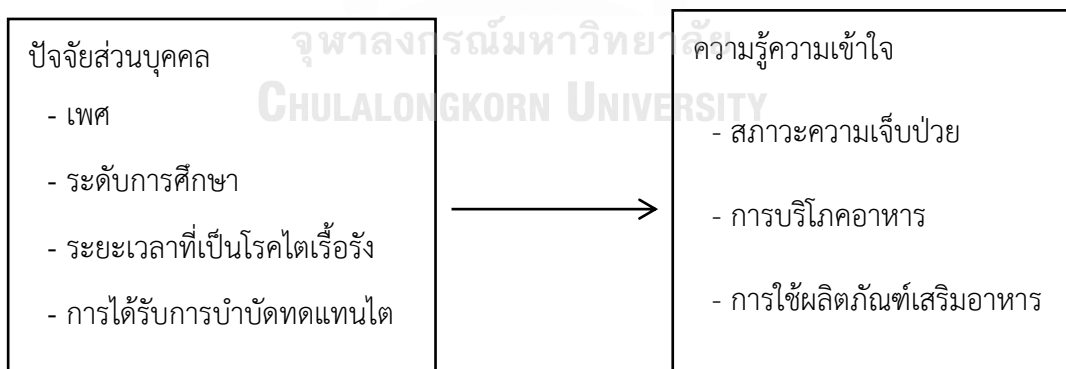 จุฬาลงกรณ์มหาวิทยาลัย
CHULALONGKORN UNIVERSITY
ปัจจัยส่วนบุคคล
- เพศ
- ระดับการศึกษา
- ระยะเวลาที่เป็นโรคไตเรื้อรัง
- การได้รับการบำบัดทดแทนไต
ความรู้ความเข้าใจ
- สภาวะความเจ็บป่วย
- การบริโภคอาหาร
- การใช้ผลิตภัณฑ์เสริมอาหาร